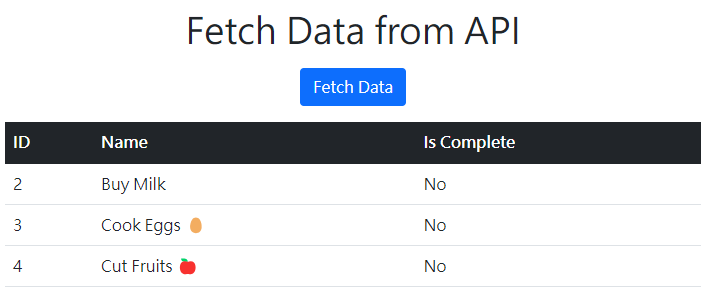 Fetch Data from API
Fetch Data
ID Name Is Complete
2 Buy Milk No
3 Cook Eggs 🥚 No
4 Cut Fruits 🍎 No